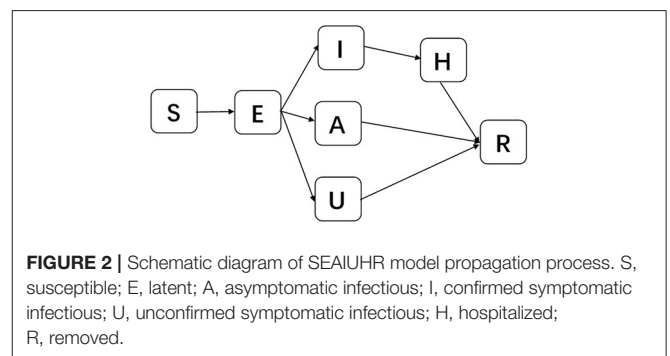 I
H
S
E
A
R
U
FIGURE 2 | Schematic diagram of SEAIUHR model propagation process. S,
susceptible; E, latent; A, asymptomatic infectious; I, confirmed symptomatic
infectious; U, unconfirmed symptomatic infectious; H, hospitalized;
R, removed.